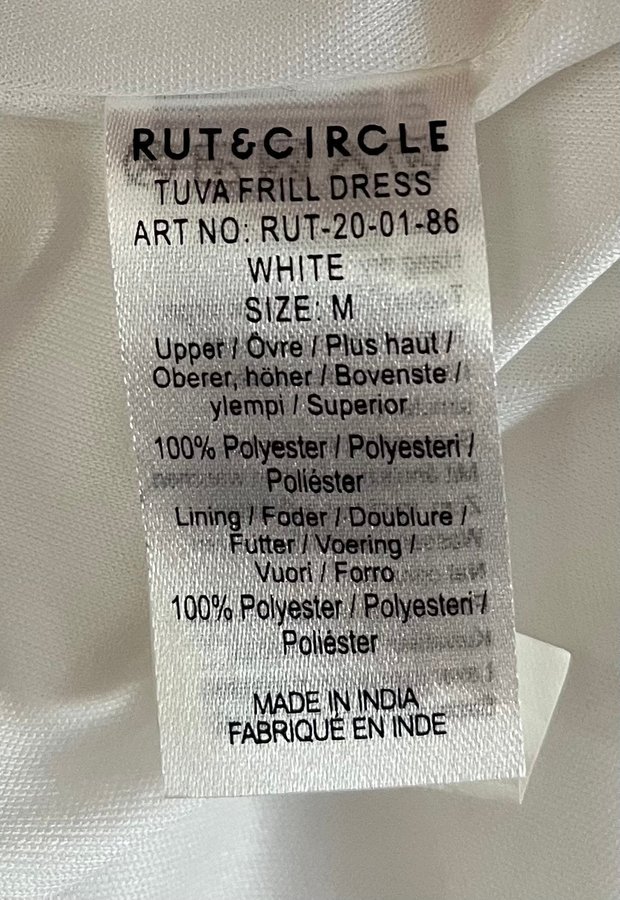 RUT&CIRCLE
TUVA FRILL DRESS
ART NO: RUT-20-01-86
WHITE
SIZE: M
Upper / Övre / Plus haut /
Oberer, höher / Bovenste /
ylempi / Superior
100% Polyester / Polyesteri /
Poliéster
Lining / Foder / Doublure /
Futter / Voering /
Vuori / Forro
100% Polyester / Polyesteri /
Poliéster
MADE IN INDIA
FABRIQUÉ EN INDE